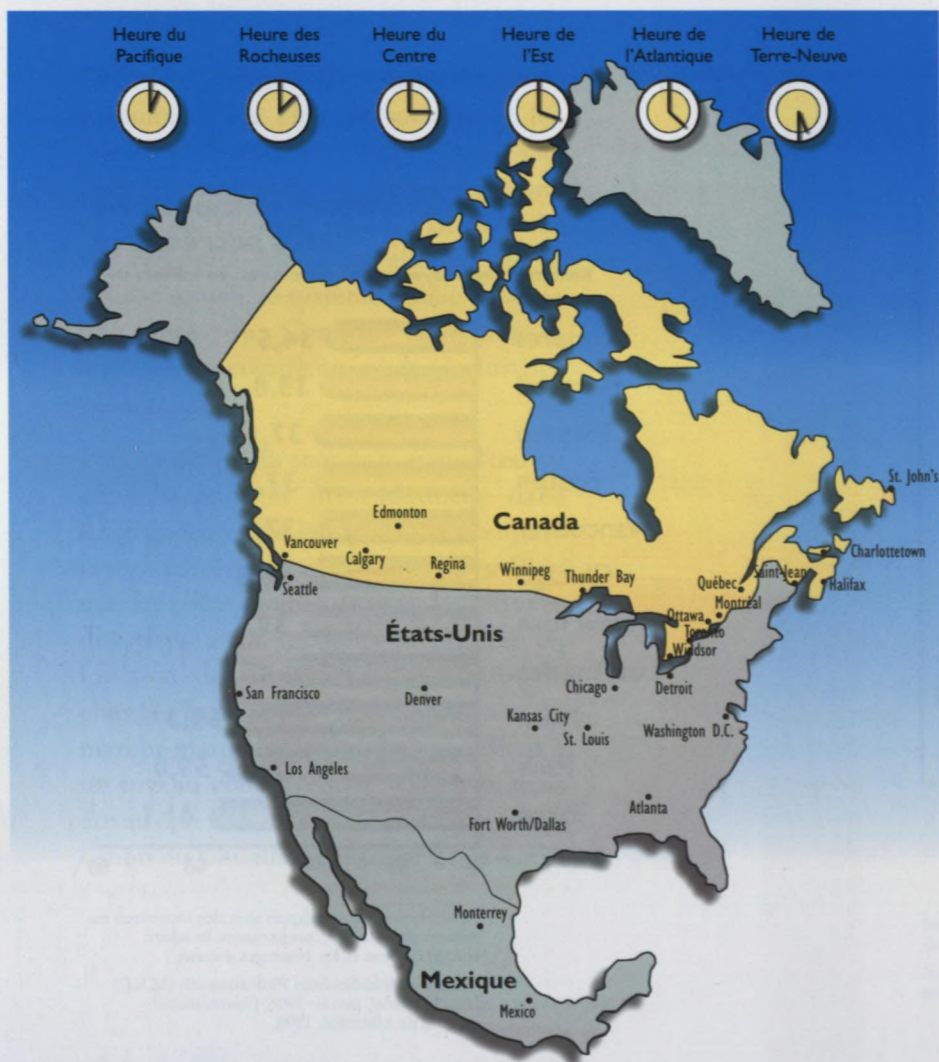 Heure du
Pacifique
Heure des
Rocheuses
Heure du
Centre
Heure de
l'Est
Heure de
l'Atlantique
Heure de
Terre-Neuve
St. John's
Edmonton
Canada
Vancouver
Calgary
Regina
Winnipeg
Thunder Bay
Québec
Saint-Jean
Charlottetown
Halifax
Seattle
Montréal
Ottawa
Toronto
Windsor
États-Unis
San Francisco
Denver
Chicago
Detroit
Kansas City
St. Louis
Washington D.C.
Los Angeles
Fort Worth/Dallas
Atlanta
Monterrey
Mexique
Mexico